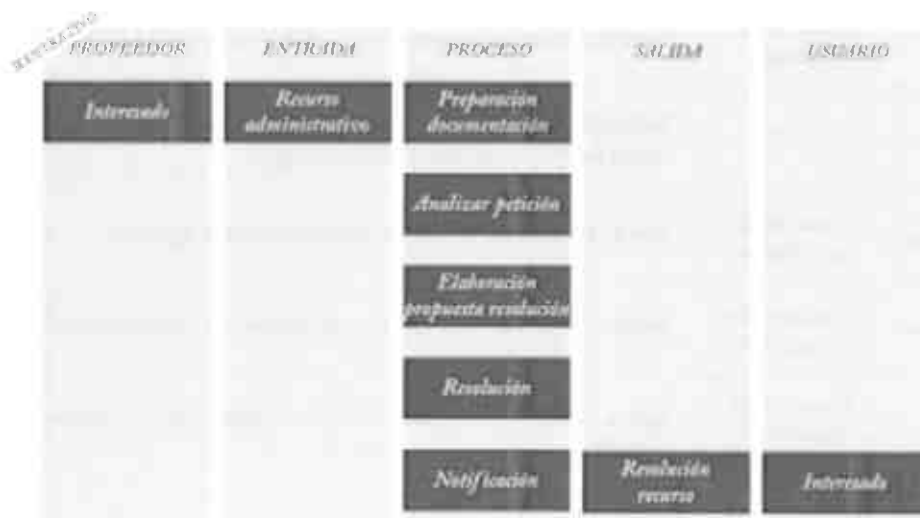 ILUSTRATIVO
PROVEEDOR ENTRADA PROCESO SALIDA USUARIO
Interesado
Recurso
administrativo
Preparación
documentación
Analizar petición
Elaboración
propuesta resolución
Resolución
Notificación
Resolución
recurso
Interesado